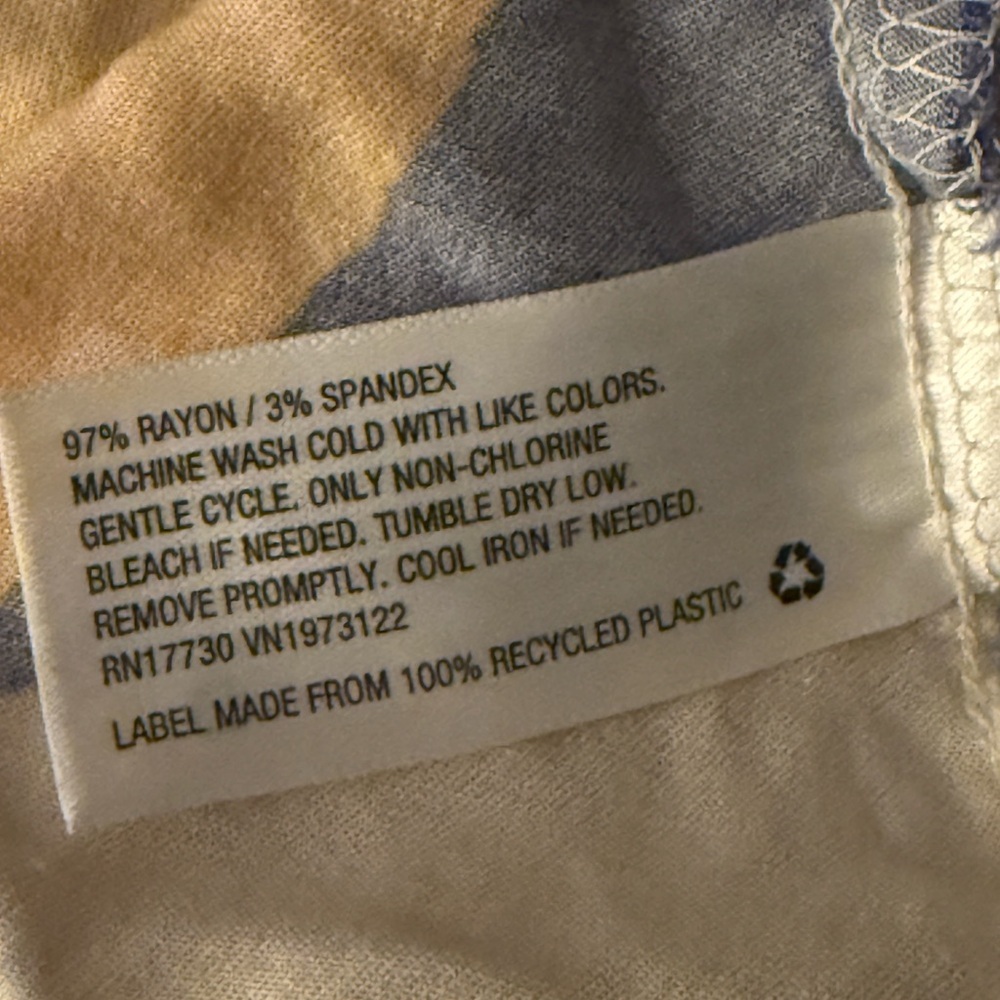 97% RAYON / 3% SPANDEX
MACHINE WASH COLD WITH LIKE COLORS.
GENTLE CYCLE. ONLY NON-CHLORINE
BLEACH IF NEEDED. TUMBLE DRY LOW.
REMOVE PROMPTLY. COOL IRON IF NEEDED.
RN17730 VN1973122
LABEL MADE FROM 100% RECYCLED PLASTIC